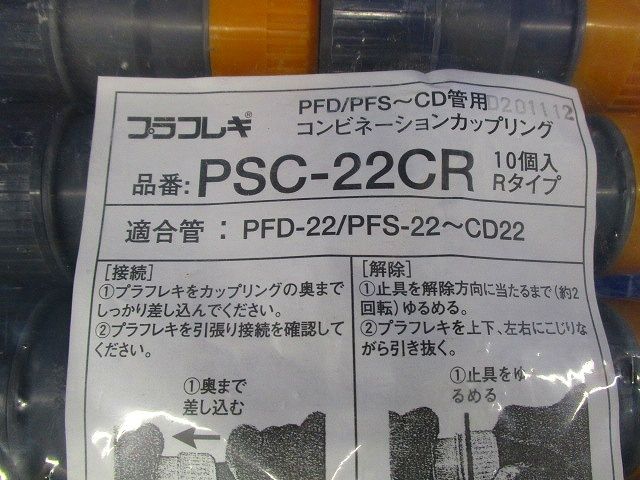 PFD/PFS～CD管用
D201112
プラフレキ®
コンビネーションカップリング
品番: PSC-22CR
10個入
Rタイプ
適合管： PFD-22/PFS-22～CD22
[接続]
①プラフレキをカップリングの奥まで
しっかり差し込んでください。
②プラフレキを引張り接続を確認して
ください。
①奥まで
差し込む
[解除]
①止具を解除方向に当たるまで(約2
回転)ゆるめる。
②プラフレキを上下、左右にこじりな
がら引き抜く。
①止具をゆ
るめる